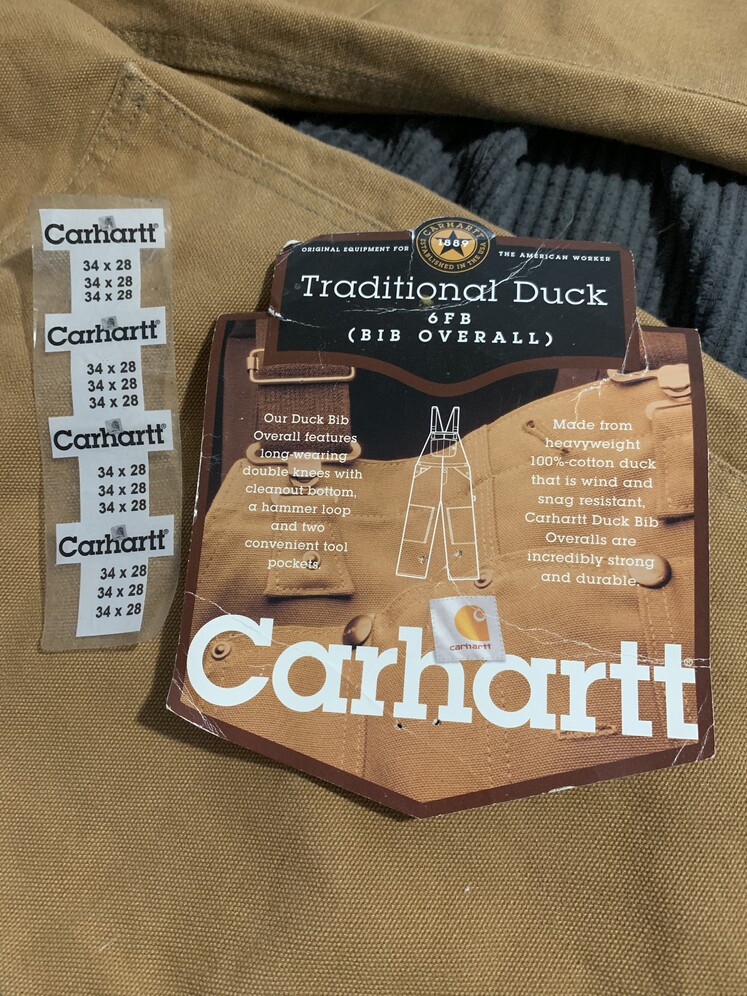 Carhartt®
34 x 28
34 x 28
34 x 28
Carhartt®
34 x 28
34 x 28
34 x 28
Carhartt®
34 x 28
34 x 28
34 x 28
Carhartt®
34 x 28
34 x 28
34 x 28
CARHARTT
1889
ESTABLISHED IN THE USA
ORIGINAL EQUIPMENT FOR THE AMERICAN WORKER
Traditional Duck
6FB
(BIB OVERALL)
Our Duck Bib
Overall features
long-wearing
double knees with
cleanout bottom,
a hammer loop
and two
convenient tool
pockets.
Made from
heavyweight
100%-cotton duck
that is wind and
snag resistant,
Carhartt Duck Bib
Overalls are
incredibly strong
and durable.
carhartt
Carhartt®